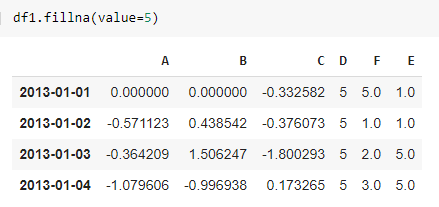 df1.fillna(value=5)
A B C D F E
2013-01-01 0.000000 0.000000 -0.332582 5 5.0 1.0
2013-01-02 -0.571123 0.438542 -0.376073 5 1.0 1.0
2013-01-03 -0.364209 1.506247 -1.800293 5 2.0 5.0
2013-01-04 -1.079606 -0.996938 0.173265 5 3.0 5.0